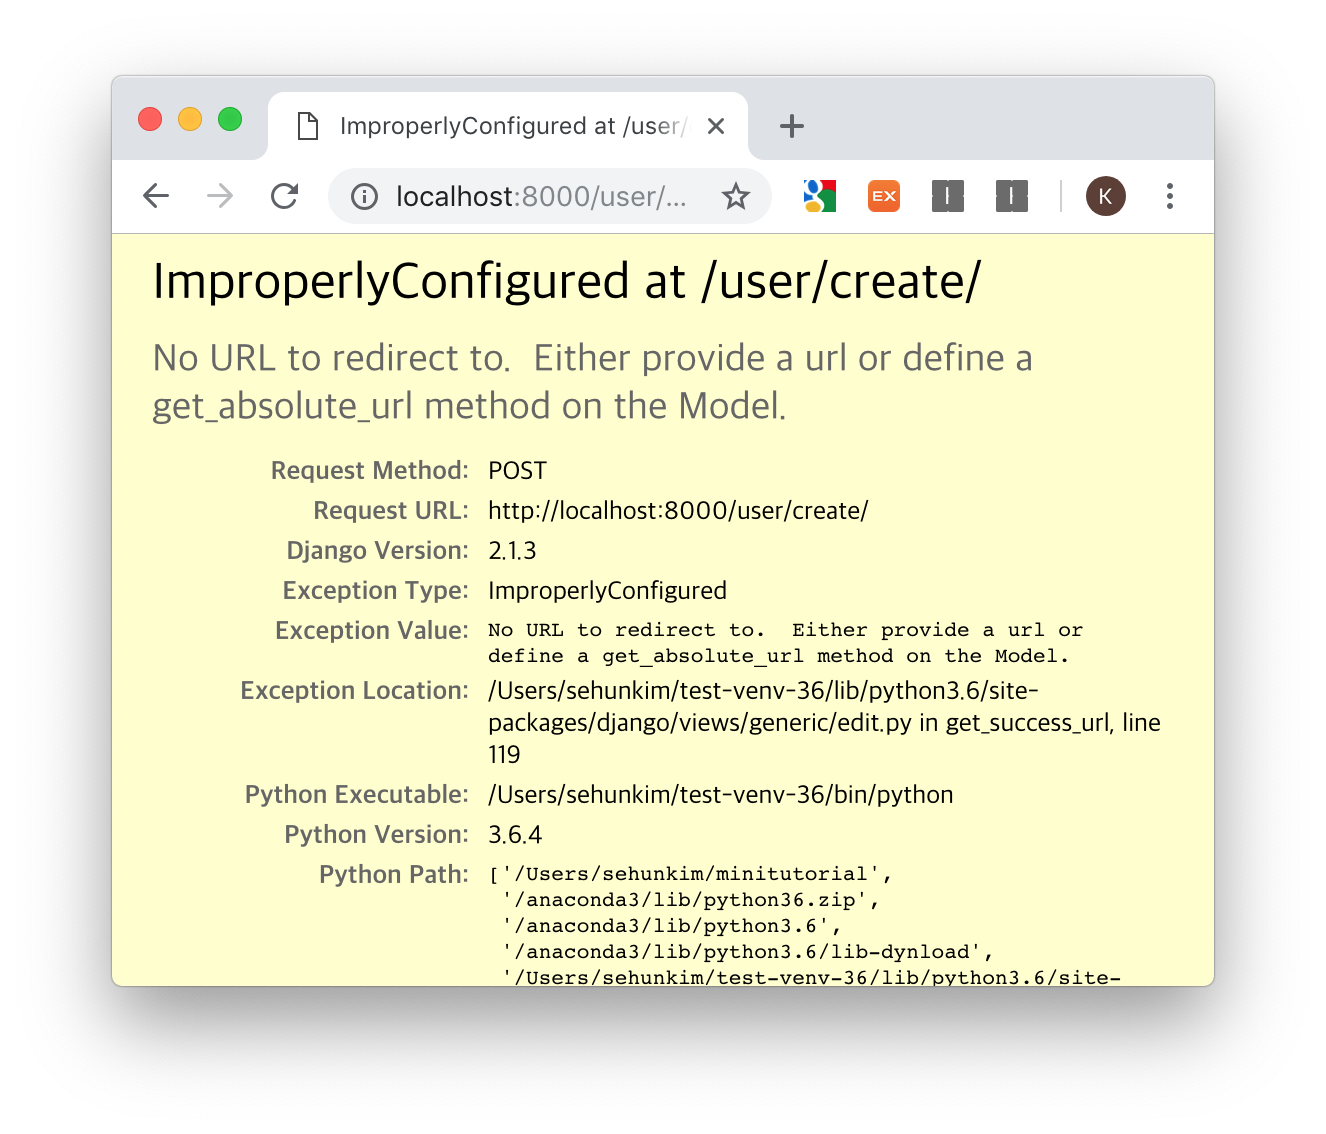 ImproperlyConfigured at /user/
localhost:8000/user/...
EX
K
ImproperlyConfigured at /user/create/
No URL to redirect to.  Either provide a url or define a
get_absolute_url method on the Model.
Request Method: POST
Request URL: http://localhost:8000/user/create/
Django Version: 2.1.3
Exception Type: ImproperlyConfigured
Exception Value: No URL to redirect to.  Either provide a url or
define a get_absolute_url method on the Model.
Exception Location: /Users/sehunkim/test-venv-36/lib/python3.6/site-
packages/django/views/generic/edit.py in get_success_url, line
119
Python Executable: /Users/sehunkim/test-venv-36/bin/python
Python Version: 3.6.4
Python Path: ['/Users/sehunkim/minitutorial',
'/anaconda3/lib/python36.zip',
'/anaconda3/lib/python3.6',
'/anaconda3/lib/python3.6/lib-dynload',
'/Users/sehunkim/test-venv-36/lib/python3.6/site-